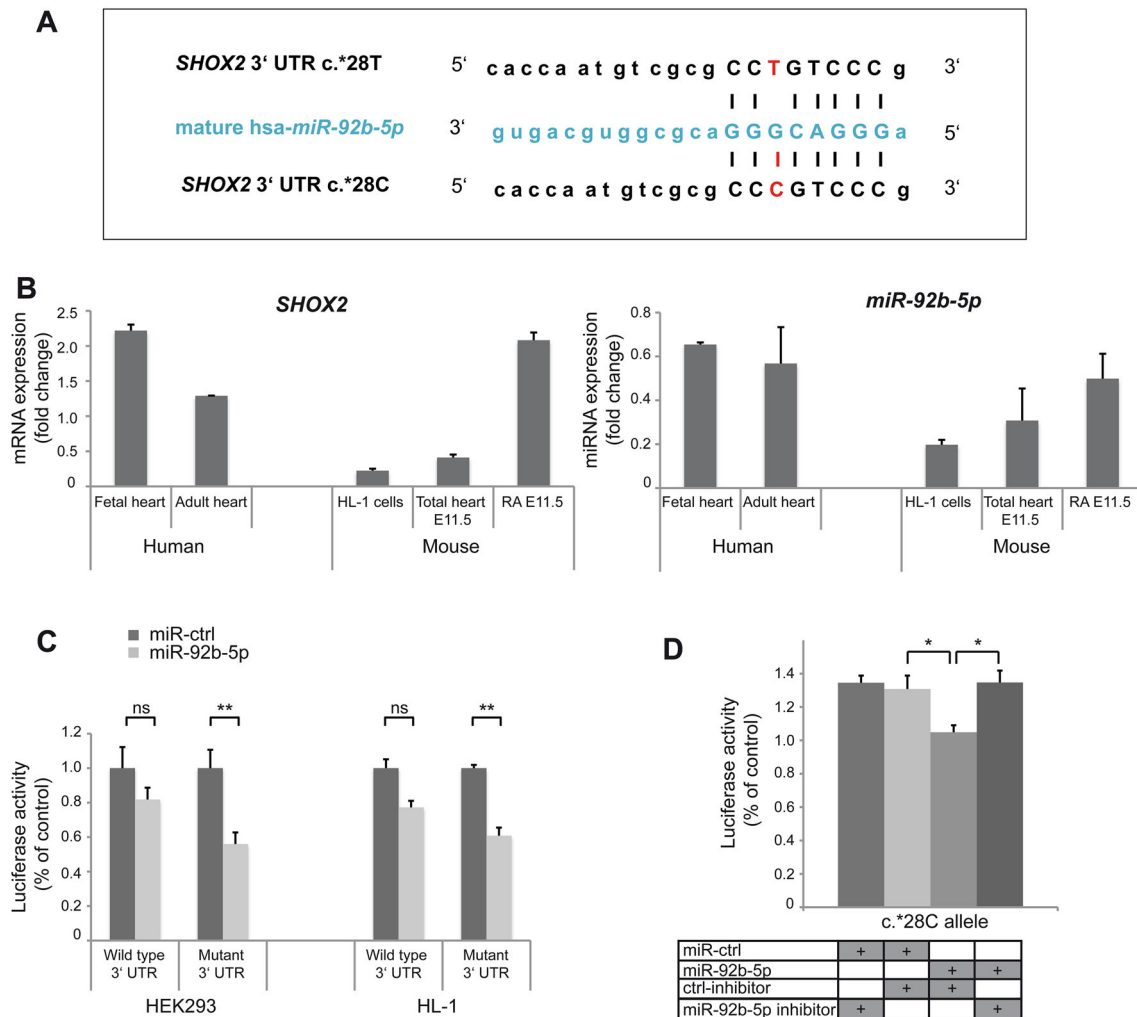 A
SHOX2 3‘ UTR c.*28T 5‘ c a c c a a t g t c g c g C C T G T C C C g 3‘
mature hsa-miR-92b-5p 3‘ g u g a c g u g g c g c a G G G C A G G G a 5‘
SHOX2 3‘ UTR c.*28C 5‘ c a c c a a t g t c g c g C C C G T C C C g 3‘
B
SHOX2
mRNA expression
(fold change)
2.5
2.0
1.5
1.0
0.5
0
Fetal heart Adult heart HL-1 cells Total heart E11.5 RA E11.5
Human Mouse
miR-92b-5p
miRNA expression
(fold change)
0.8
0.6
0.4
0.2
0
Fetal heart Adult heart HL-1 cells Total heart E11.5 RA E11.5
Human Mouse
C
miR-ctrl
miR-92b-5p
Luciferase activity
(% of control)
ns ** ns **
1.2
1.0
0.8
0.6
0.4
0.2
0
Wild type 3‘ UTR Mutant 3‘ UTR Wild type 3‘ UTR Mutant 3‘ UTR
HEK293 HL-1
D
Luciferase activity
(% of control)
* *
1.4
1.2
1.0
0.8
0.6
0.4
0.2
0
c.*28C allele
miR-ctrl + +
miR-92b-5p + +
ctrl-inhibitor + +
miR-92b-5p inhibitor + +